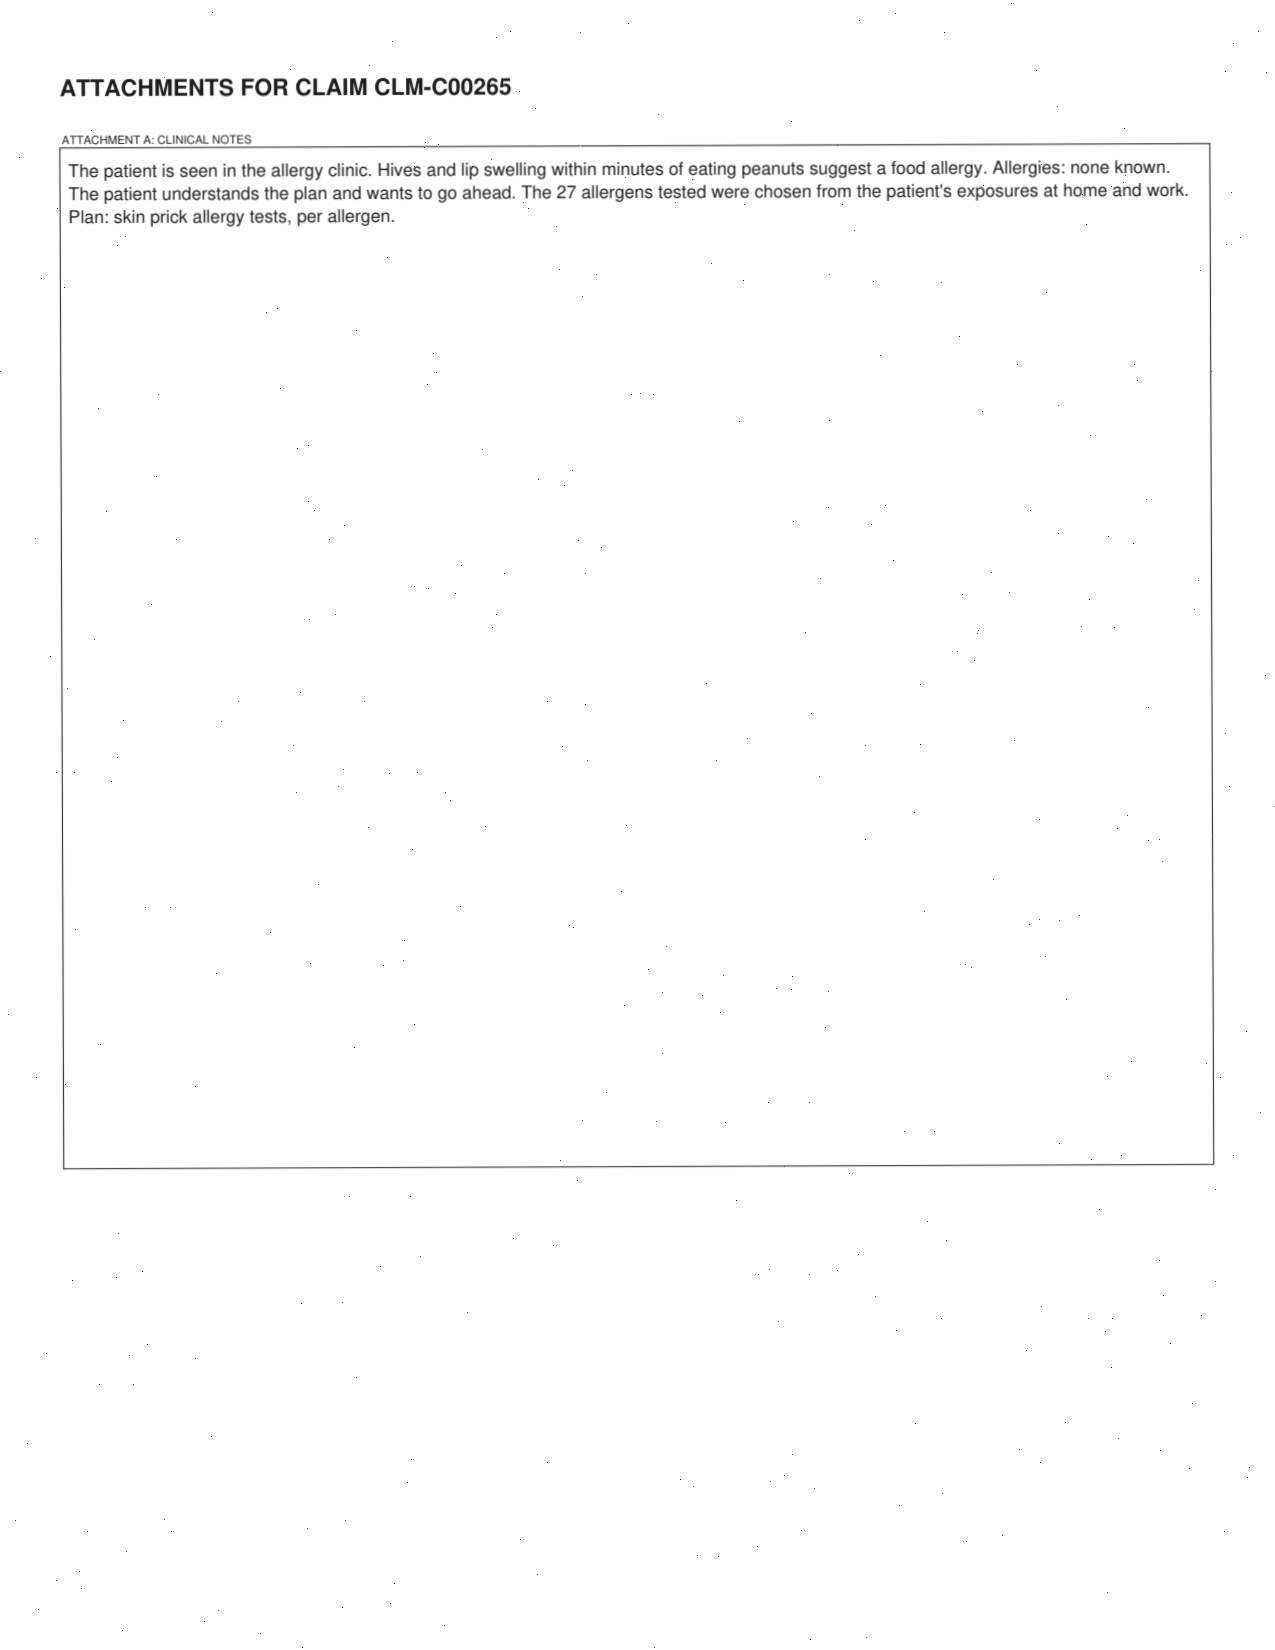 ATTACHMENTS FOR CLAIM CLM-C00265
ATTACHMENT A: CLINICAL NOTES
The patient is seen in the allergy clinic. Hives and lip swelling within minutes of eating peanuts suggest a food allergy. Allergies: none known.
The patient understands the plan and wants to go ahead. The 27 allergens tested were chosen from the patient's exposures at home and work.
Plan: skin prick allergy tests, per allergen.